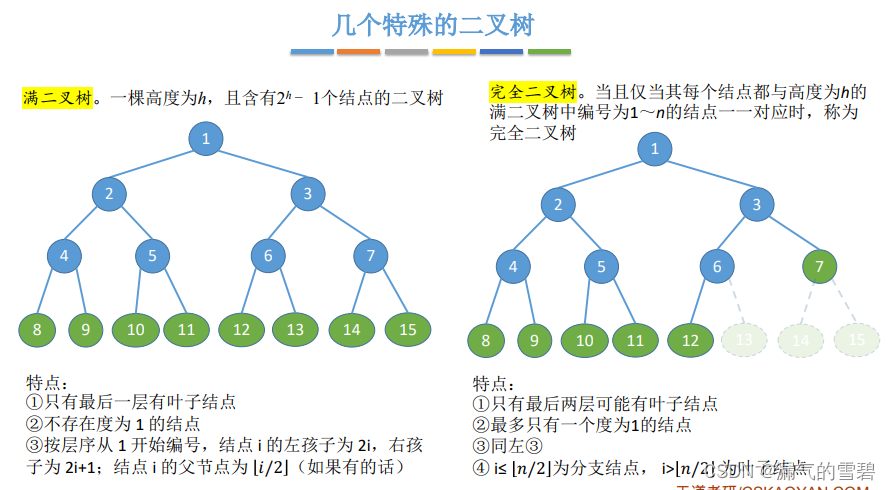 几个特殊的二叉树
满二叉树。一棵高度为h，且含有2ʰ − 1个结点的二叉树
1
2
3
4
5
6
7
8
9
10
11
12
13
14
15
特点：
①只有最后一层有叶子结点
②不存在度为 1 的结点
③按层序从 1 开始编号，结点 i 的左孩子为 2i，右孩
子为 2i+1；结点 i 的父节点为 ⌊i/2⌋（如果有的话）
完全二叉树。当且仅当其每个结点都与高度为h的
满二叉树中编号为1～n的结点一一对应时，称为
完全二叉树
1
2
3
4
5
6
7
8
9
10
11
12
13
14
15
特点：
①只有最后两层可能有叶子结点
②最多只有一个度为1的结点
③同左③
④ i≤ ⌊n/2⌋为分支结点， i>⌊n/2⌋ 为叶子结点
CSDN @漏气的雪碧
王道考研/CSKAOYAN.COM